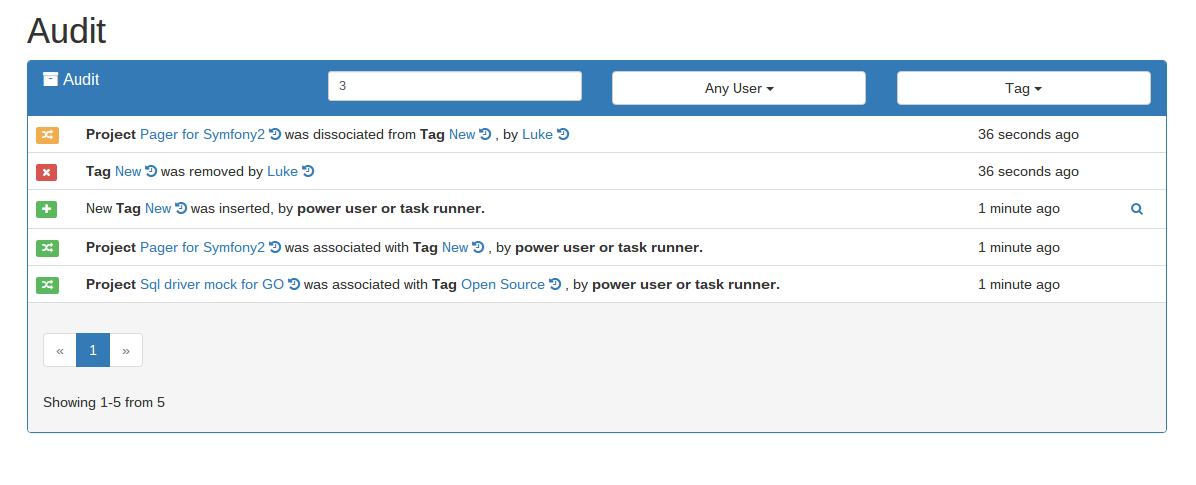 Audit
Audit 3 Any User Tag
Project Pager for Symfony2 was dissociated from Tag New , by Luke 36 seconds ago
Tag New was removed by Luke 36 seconds ago
New Tag New was inserted, by power user or task runner. 1 minute ago
Project Pager for Symfony2 was associated with Tag New , by power user or task runner. 1 minute ago
Project Sql driver mock for GO was associated with Tag Open Source , by power user or task runner. 1 minute ago
« 1 »
Showing 1-5 from 5